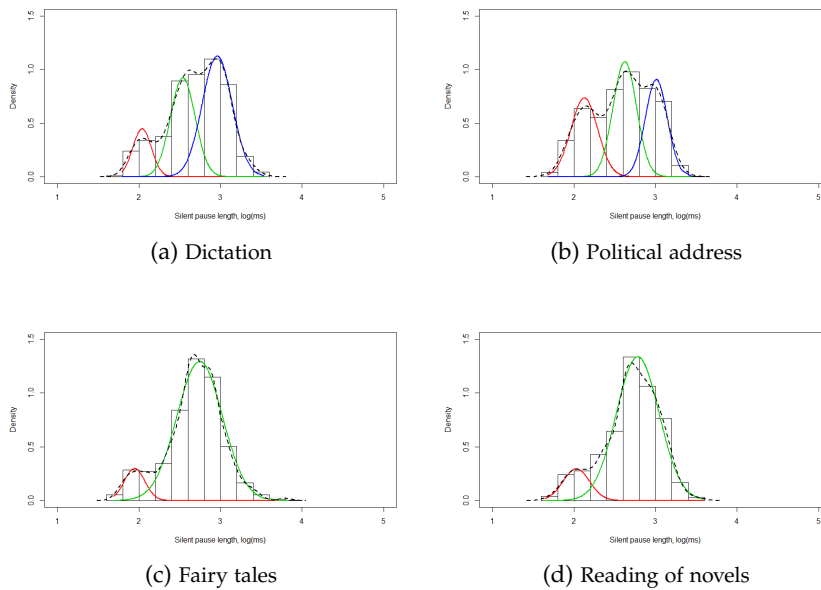 1.5
1.0
0.5
0.0
Density
1 2 3 4 5
Silent pause length, log(ms)
(a) Dictation
1.5
1.0
0.5
0.0
Density
1 2 3 4 5
Silent pause length, log(ms)
(b) Political address
1.5
1.0
0.5
0.0
Density
1 2 3 4 5
Silent pause length, log(ms)
(c) Fairy tales
1.5
1.0
0.5
0.0
Density
1 2 3 4 5
Silent pause length, log(ms)
(d) Reading of novels